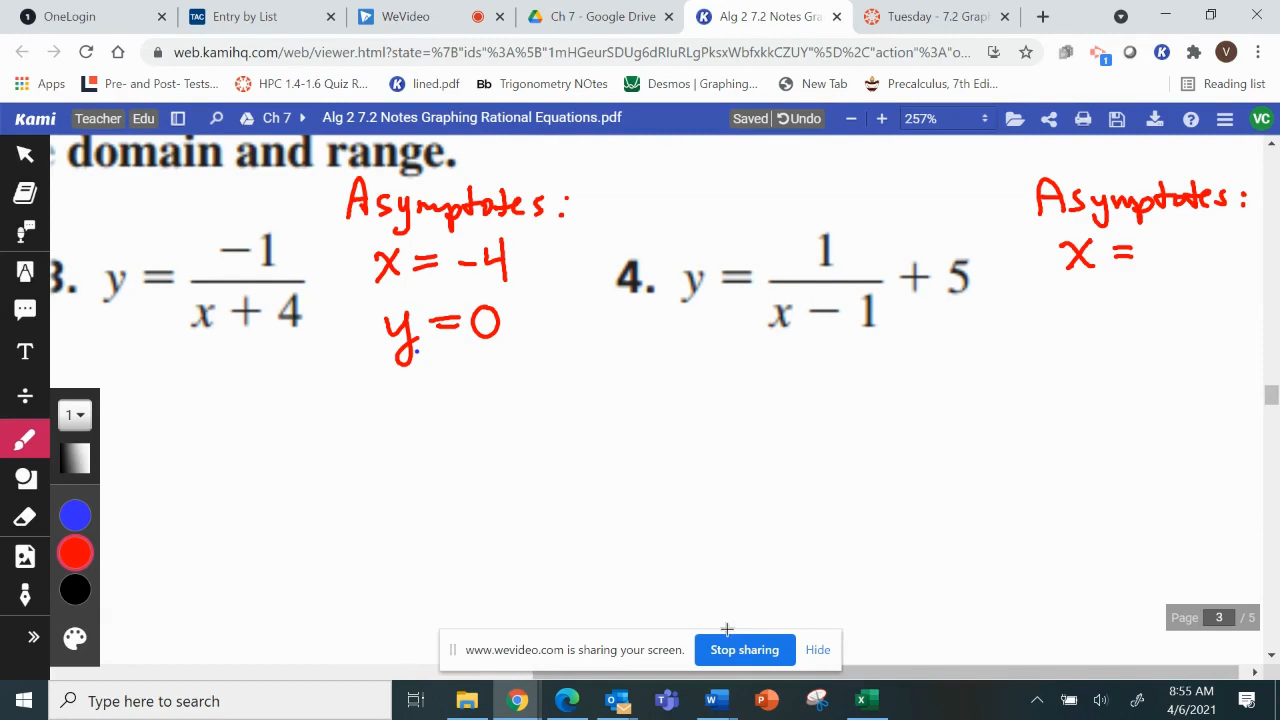 OneLogin
Entry by List
WeVideo
Ch 7 - Google Drive
Alg 2 7.2 Notes Gra
Tuesday - 7.2 Grap
web.kamihq.com/web/viewer.html?state=%7B"ids"%3A%5B"1mHGeurSDUg6dRIuRLgPksxWbfxkkCZUY"%5D%2C"action"%3A"o...
Apps
Pre- and Post- Tests...
HPC 1.4-1.6 Quiz R...
lined.pdf
Bb Trigonometry NOtes
Desmos | Graphing...
New Tab
Precalculus, 7th Edi...
Reading list
Kami
Teacher
Edu
Ch 7
Alg 2 7.2 Notes Graphing Rational Equations.pdf
Saved
Undo
257%
VC
domain and range.
Asymptotes:
x = -4
y = 0
3. y = −1 / x + 4
4. y = 1 / x − 1 + 5
Asymptotes:
x =
1
Page 3 / 5
www.wevideo.com is sharing your screen.
Stop sharing
Hide
Type here to search
8:55 AM
4/6/2021